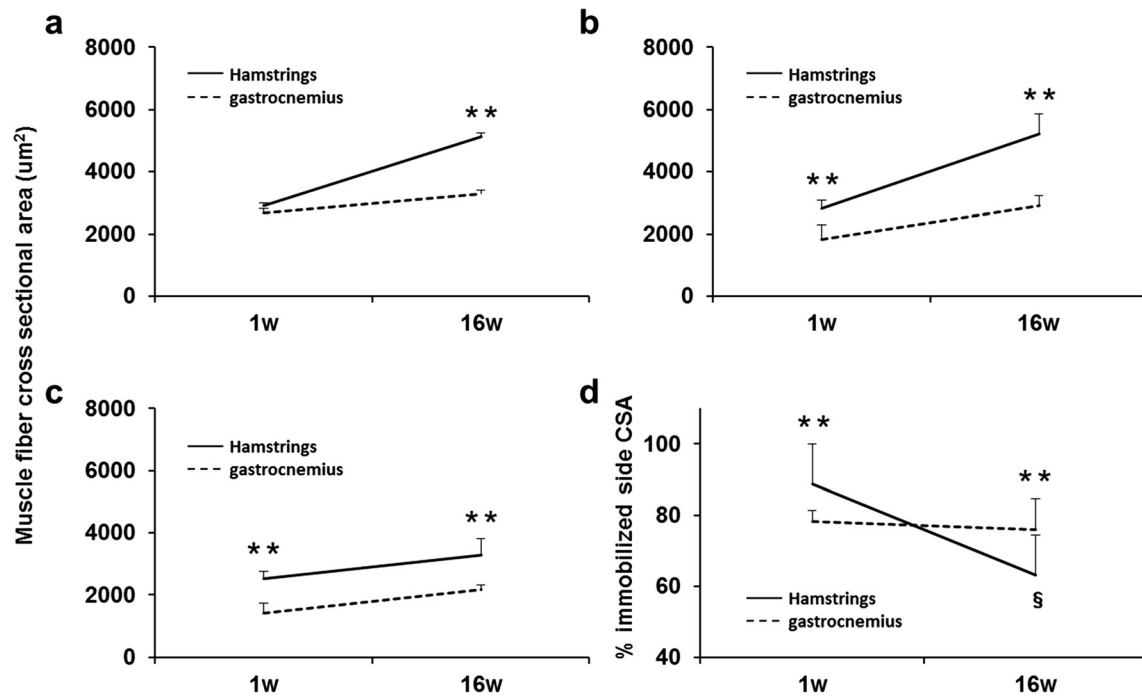 a
8000
6000
4000
2000
0
Hamstrings
gastrocnemius
**
1w
16w
b
8000
6000
4000
2000
0
Hamstrings
gastrocnemius
**
**
1w
16w
Muscle fiber cross sectional area (um²)
c
8000
6000
4000
2000
0
Hamstrings
gastrocnemius
**
**
1w
16w
d
% immobilized side CSA
100
80
60
40
**
**
§
Hamstrings
gastrocnemius
1w
16w